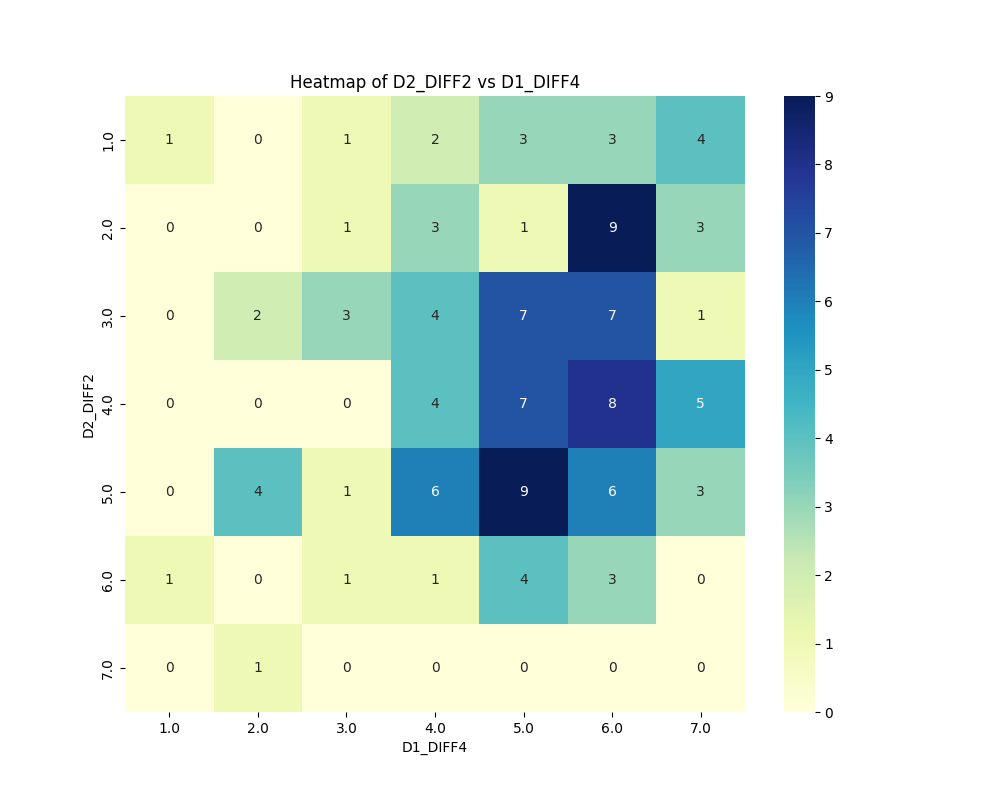 Heatmap of D2_DIFF2 vs D1_DIFF4
1.0 1 0 1 2 3 3 4
2.0 0 0 1 3 1 9 3
3.0 0 2 3 4 7 7 1
4.0 0 0 0 4 7 8 5
5.0 0 4 1 6 9 6 3
6.0 1 0 1 1 4 3 0
7.0 0 1 0 0 0 0 0
D2_DIFF2
1.0 2.0 3.0 4.0 5.0 6.0 7.0
D1_DIFF4
9
8
7
6
5
4
3
2
1
0